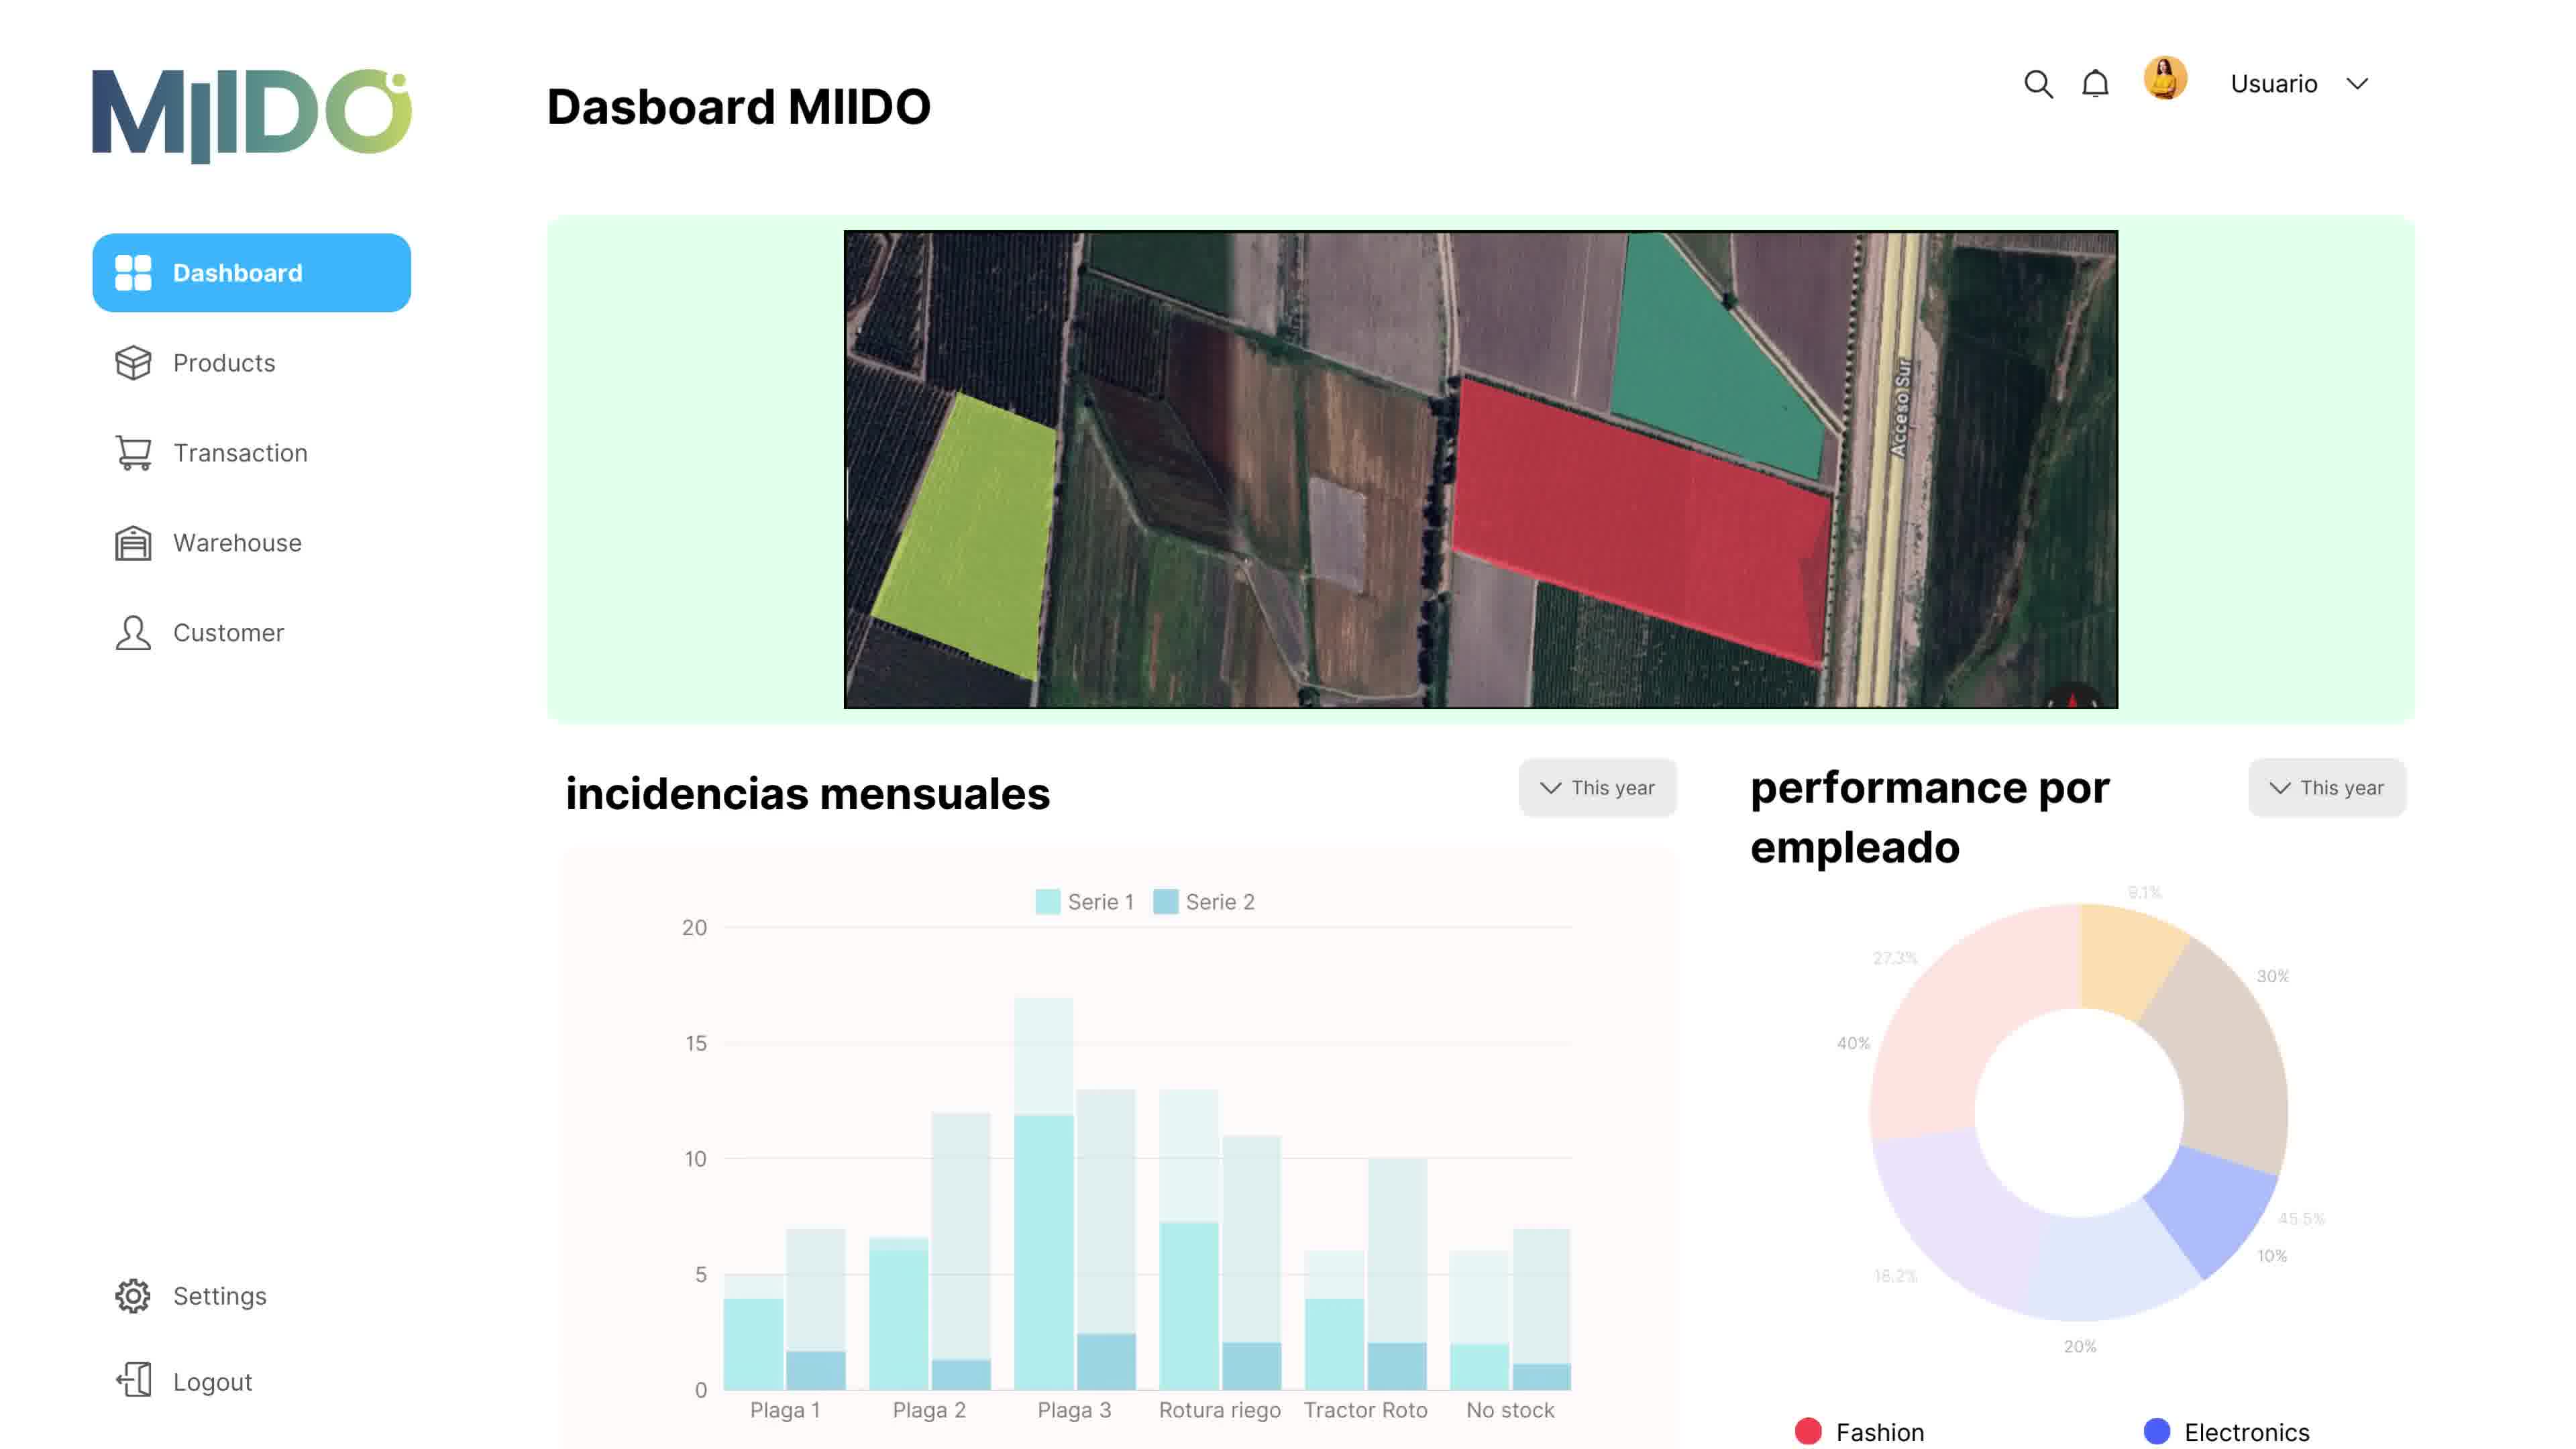 MIIDO
Dasboard MIIDO
Usuario
Dashboard
Products
Transaction
Warehouse
Customer
Settings
Logout
Acceso Sur
incidencias mensuales
This year
Serie 1 Serie 2
20
15
10
5
0
Plaga 1 Plaga 2 Plaga 3 Rotura riego Tractor Roto No stock
performance por
empleado
This year
9.1%
27.3%
30%
40%
45.5%
10%
18.2%
20%
Fashion Electronics